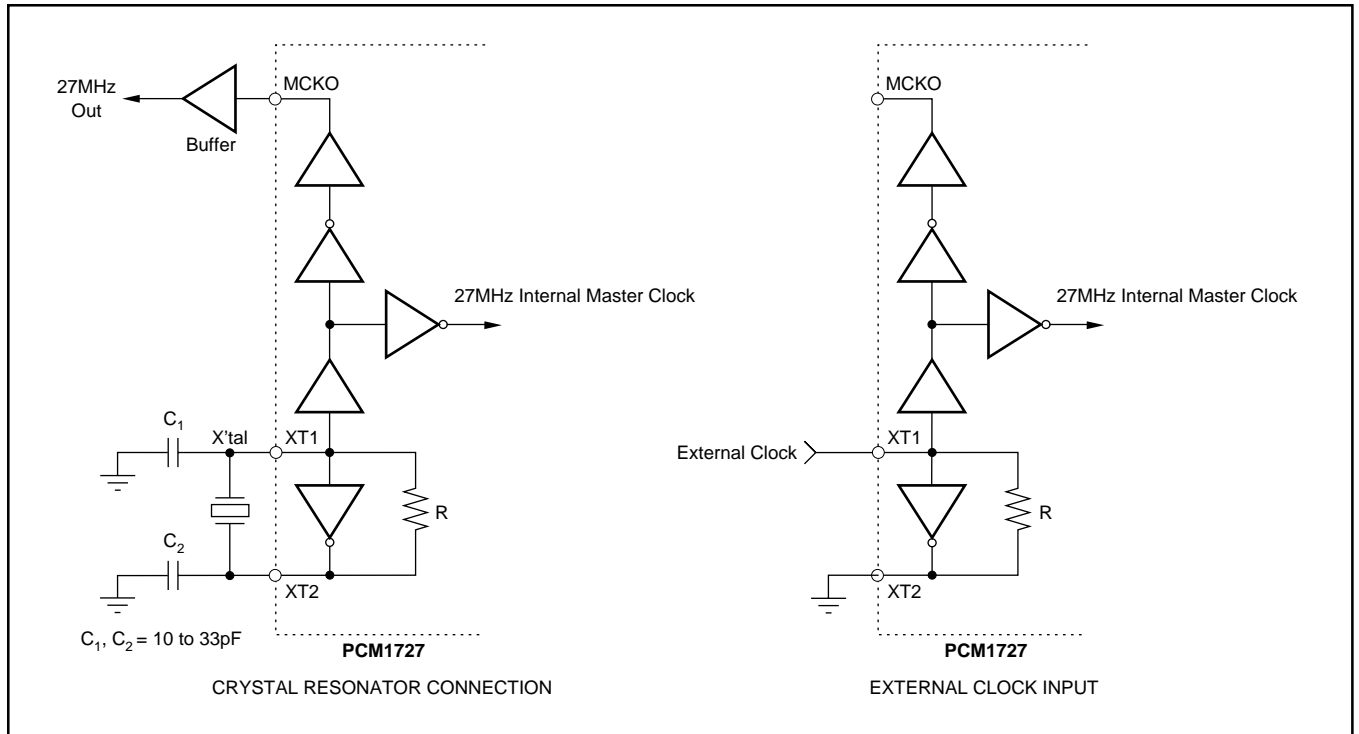 MCKO
27MHz
Out
Buffer
27MHz Internal Master Clock
C₁
X'tal
XT1
R
C₂
XT2
C₁, C₂ = 10 to 33pF
PCM1727
CRYSTAL RESONATOR CONNECTION
MCKO
27MHz Internal Master Clock
External Clock
XT1
R
XT2
PCM1727
EXTERNAL CLOCK INPUT